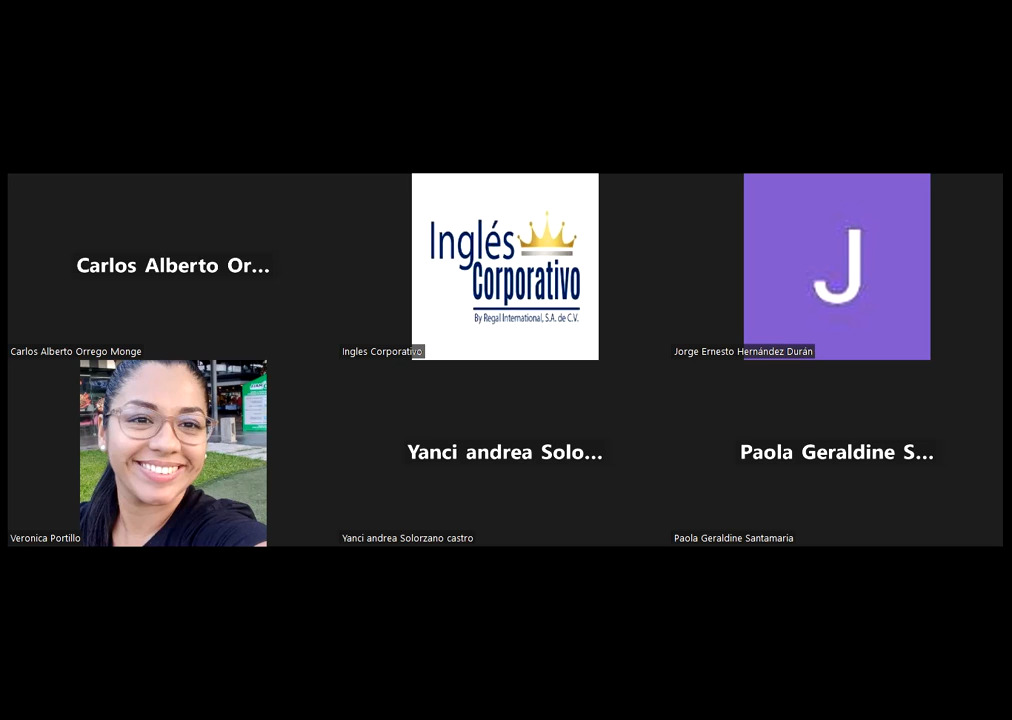 Carlos Alberto Or...
Carlos Alberto Orrego Monge
Inglés
Corporativo
By Regal International, S.A. de C.V.
Ingles Corporativo
J
Jorge Ernesto Hernández Durán
Veronica Portillo
Yanci andrea Solo...
Yanci andrea Solorzano castro
Paola Geraldine S...
Paola Geraldine Santamaria